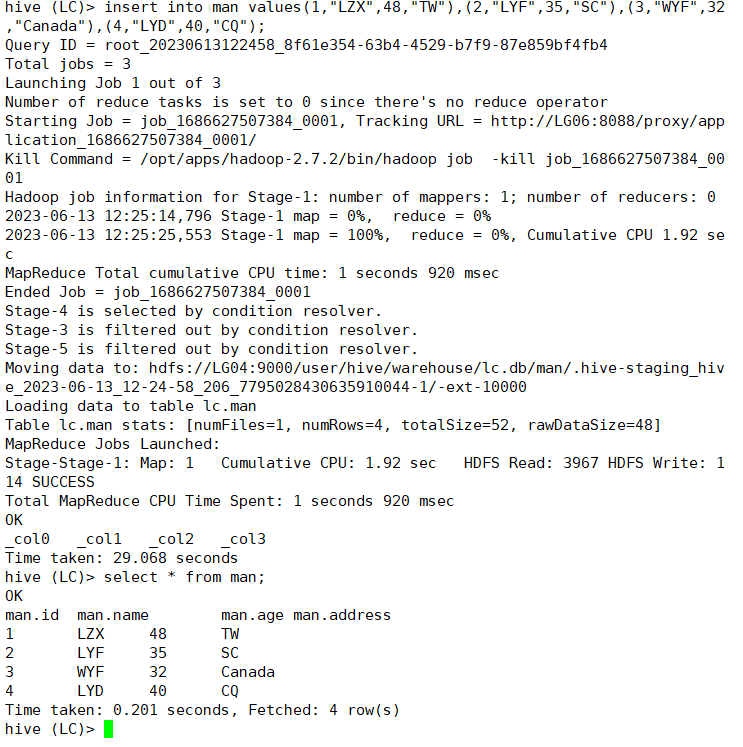 hive (LC)> insert into man values(1,"LZX",48,"TW"),(2,"LYF",35,"SC"),(3,"WYF",32
,"Canada"),(4,"LYD",40,"CQ");
Query ID = root_20230613122458_8f61e354-63b4-4529-b7f9-87e859bf4fb4
Total jobs = 3
Launching Job 1 out of 3
Number of reduce tasks is set to 0 since there's no reduce operator
Starting Job = job_1686627507384_0001, Tracking URL = http://LG06:8088/proxy/app
lication_1686627507384_0001/
Kill Command = /opt/apps/hadoop-2.7.2/bin/hadoop job  -kill job_1686627507384_00
01
Hadoop job information for Stage-1: number of mappers: 1; number of reducers: 0
2023-06-13 12:25:14,796 Stage-1 map = 0%,  reduce = 0%
2023-06-13 12:25:25,553 Stage-1 map = 100%,  reduce = 0%, Cumulative CPU 1.92 se
c
MapReduce Total cumulative CPU time: 1 seconds 920 msec
Ended Job = job_1686627507384_0001
Stage-4 is selected by condition resolver.
Stage-3 is filtered out by condition resolver.
Stage-5 is filtered out by condition resolver.
Moving data to: hdfs://LG04:9000/user/hive/warehouse/lc.db/man/.hive-staging_hiv
e_2023-06-13_12-24-58_206_7795028430635910044-1/-ext-10000
Loading data to table lc.man
Table lc.man stats: [numFiles=1, numRows=4, totalSize=52, rawDataSize=48]
MapReduce Jobs Launched:
Stage-Stage-1: Map: 1   Cumulative CPU: 1.92 sec   HDFS Read: 3967 HDFS Write: 1
14 SUCCESS
Total MapReduce CPU Time Spent: 1 seconds 920 msec
OK
_col0   _col1   _col2   _col3
Time taken: 29.068 seconds
hive (LC)> select * from man;
OK
man.id  man.name        man.age man.address
1       LZX     48      TW
2       LYF     35      SC
3       WYF     32      Canada
4       LYD     40      CQ
Time taken: 0.201 seconds, Fetched: 4 row(s)
hive (LC)>